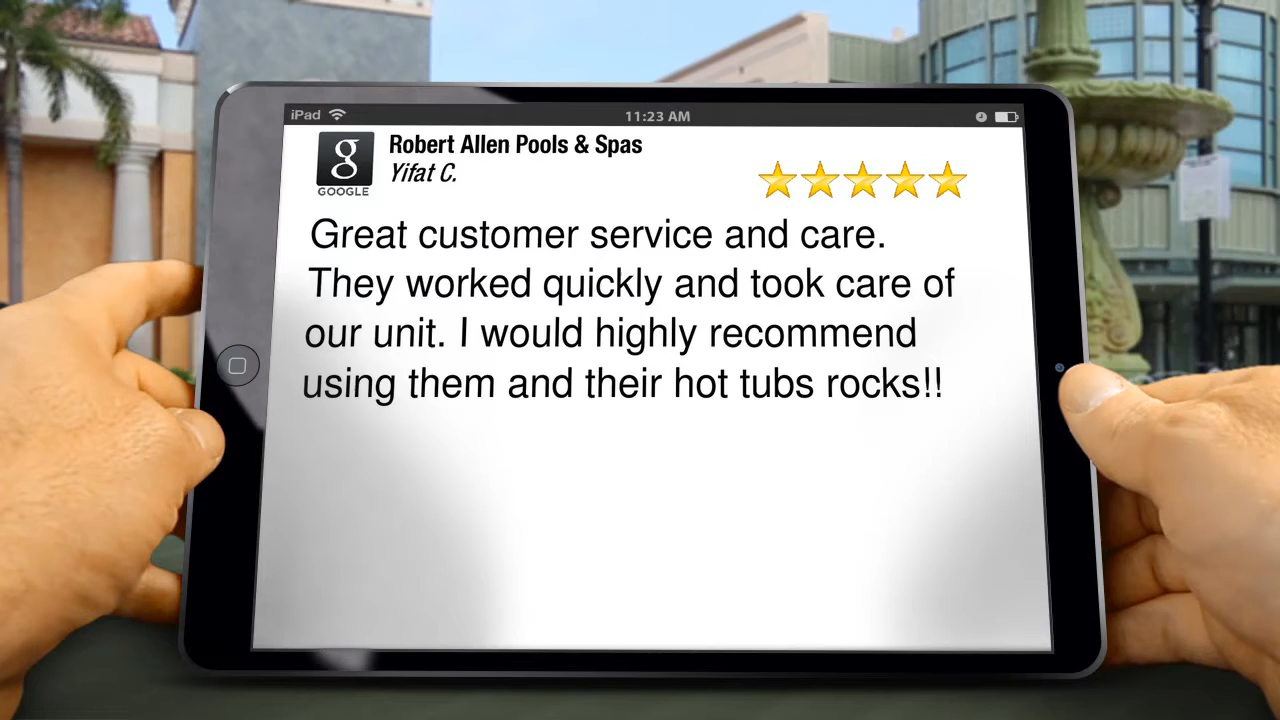 iPad 11:23 AM
g
GOOGLE
Robert Allen Pools & Spas
Yifat C.
Great customer service and care.
They worked quickly and took care of
our unit. I would highly recommend
using them and their hot tubs rocks!!